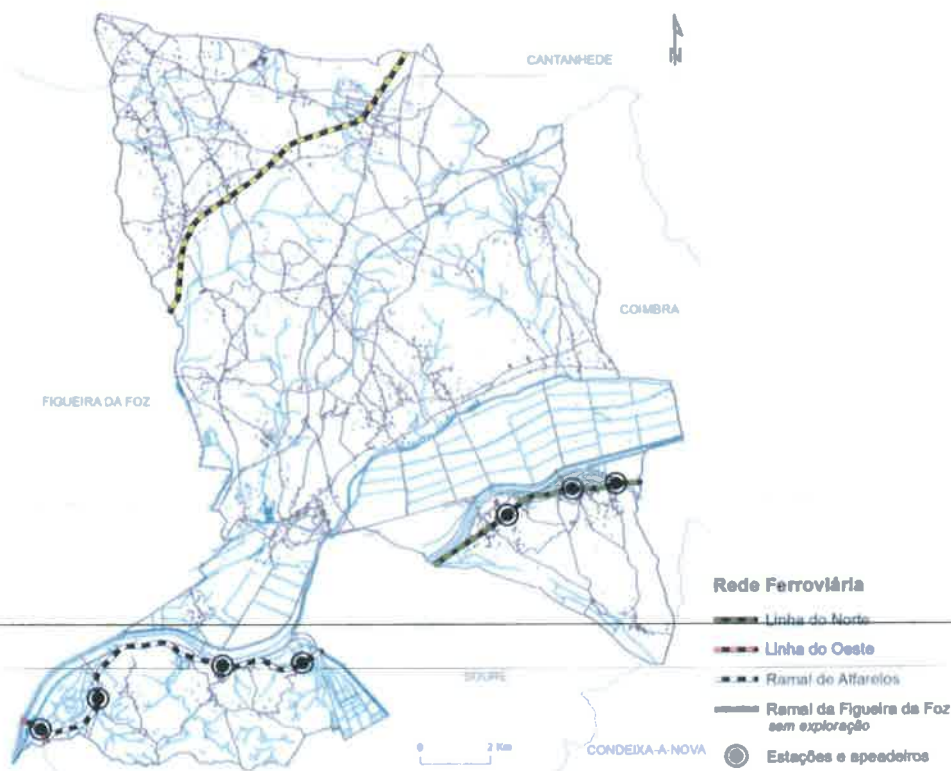 CANTANHEDE
N
COIMBRA
FIGUEIRA DA FOZ
SOURE
CONDEIXA-A-NOVA
0 2 Km
Rede Ferroviária
Linha do Norte
Linha do Oeste
Ramal de Alfarelos
Ramal da Figueira da Foz
sem exploração
Estações e apeadeiros